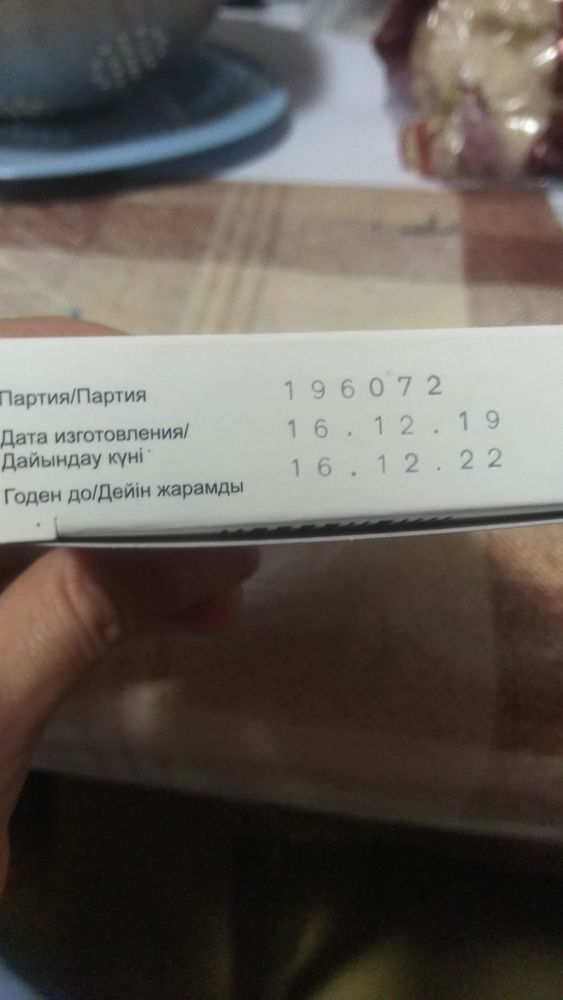 Партия/Партия 196072
Дата изготовления/ 16.12.19
Дайындау күні 16.12.22
Годен до/Дейін жарамды